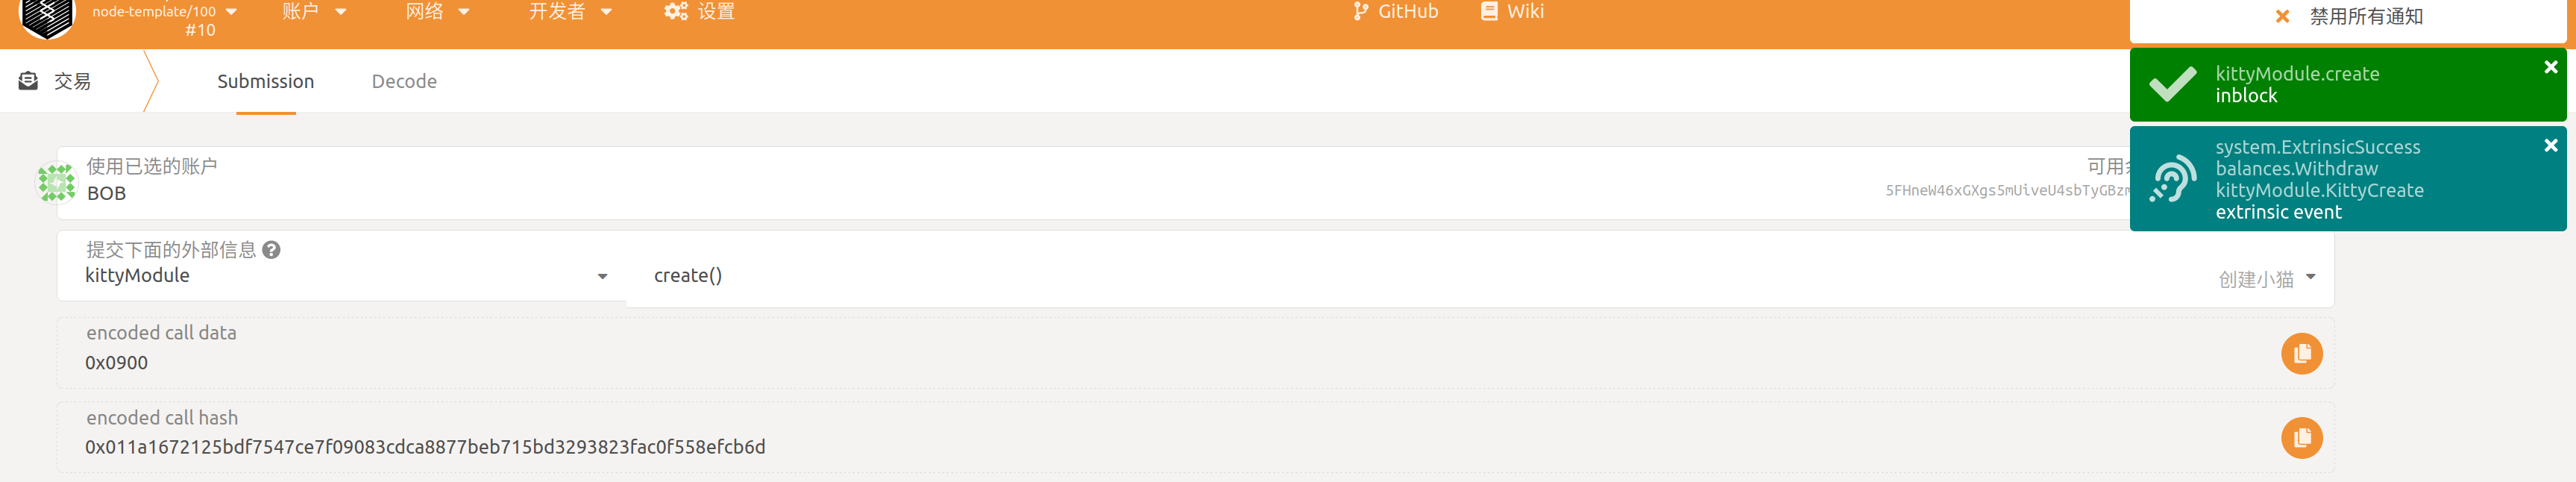 node-template/100
#10
账户
网络
开发者
设置
GitHub
Wiki
禁用所有通知
交易
Submission
Decode
kittyModule.create
inblock
system.ExtrinsicSuccess
balances.Withdraw
kittyModule.KittyCreate
extrinsic event
使用已选的账户
BOB
可用
5FHneW46xGXgs5mUiveU4sbTyGBz
提交下面的外部信息
kittyModule
create()
创建小猫
encoded call data
0x0900
encoded call hash
0x011a1672125bdf7547ce7f09083cdca8877beb715bd3293823fac0f558efcb6d